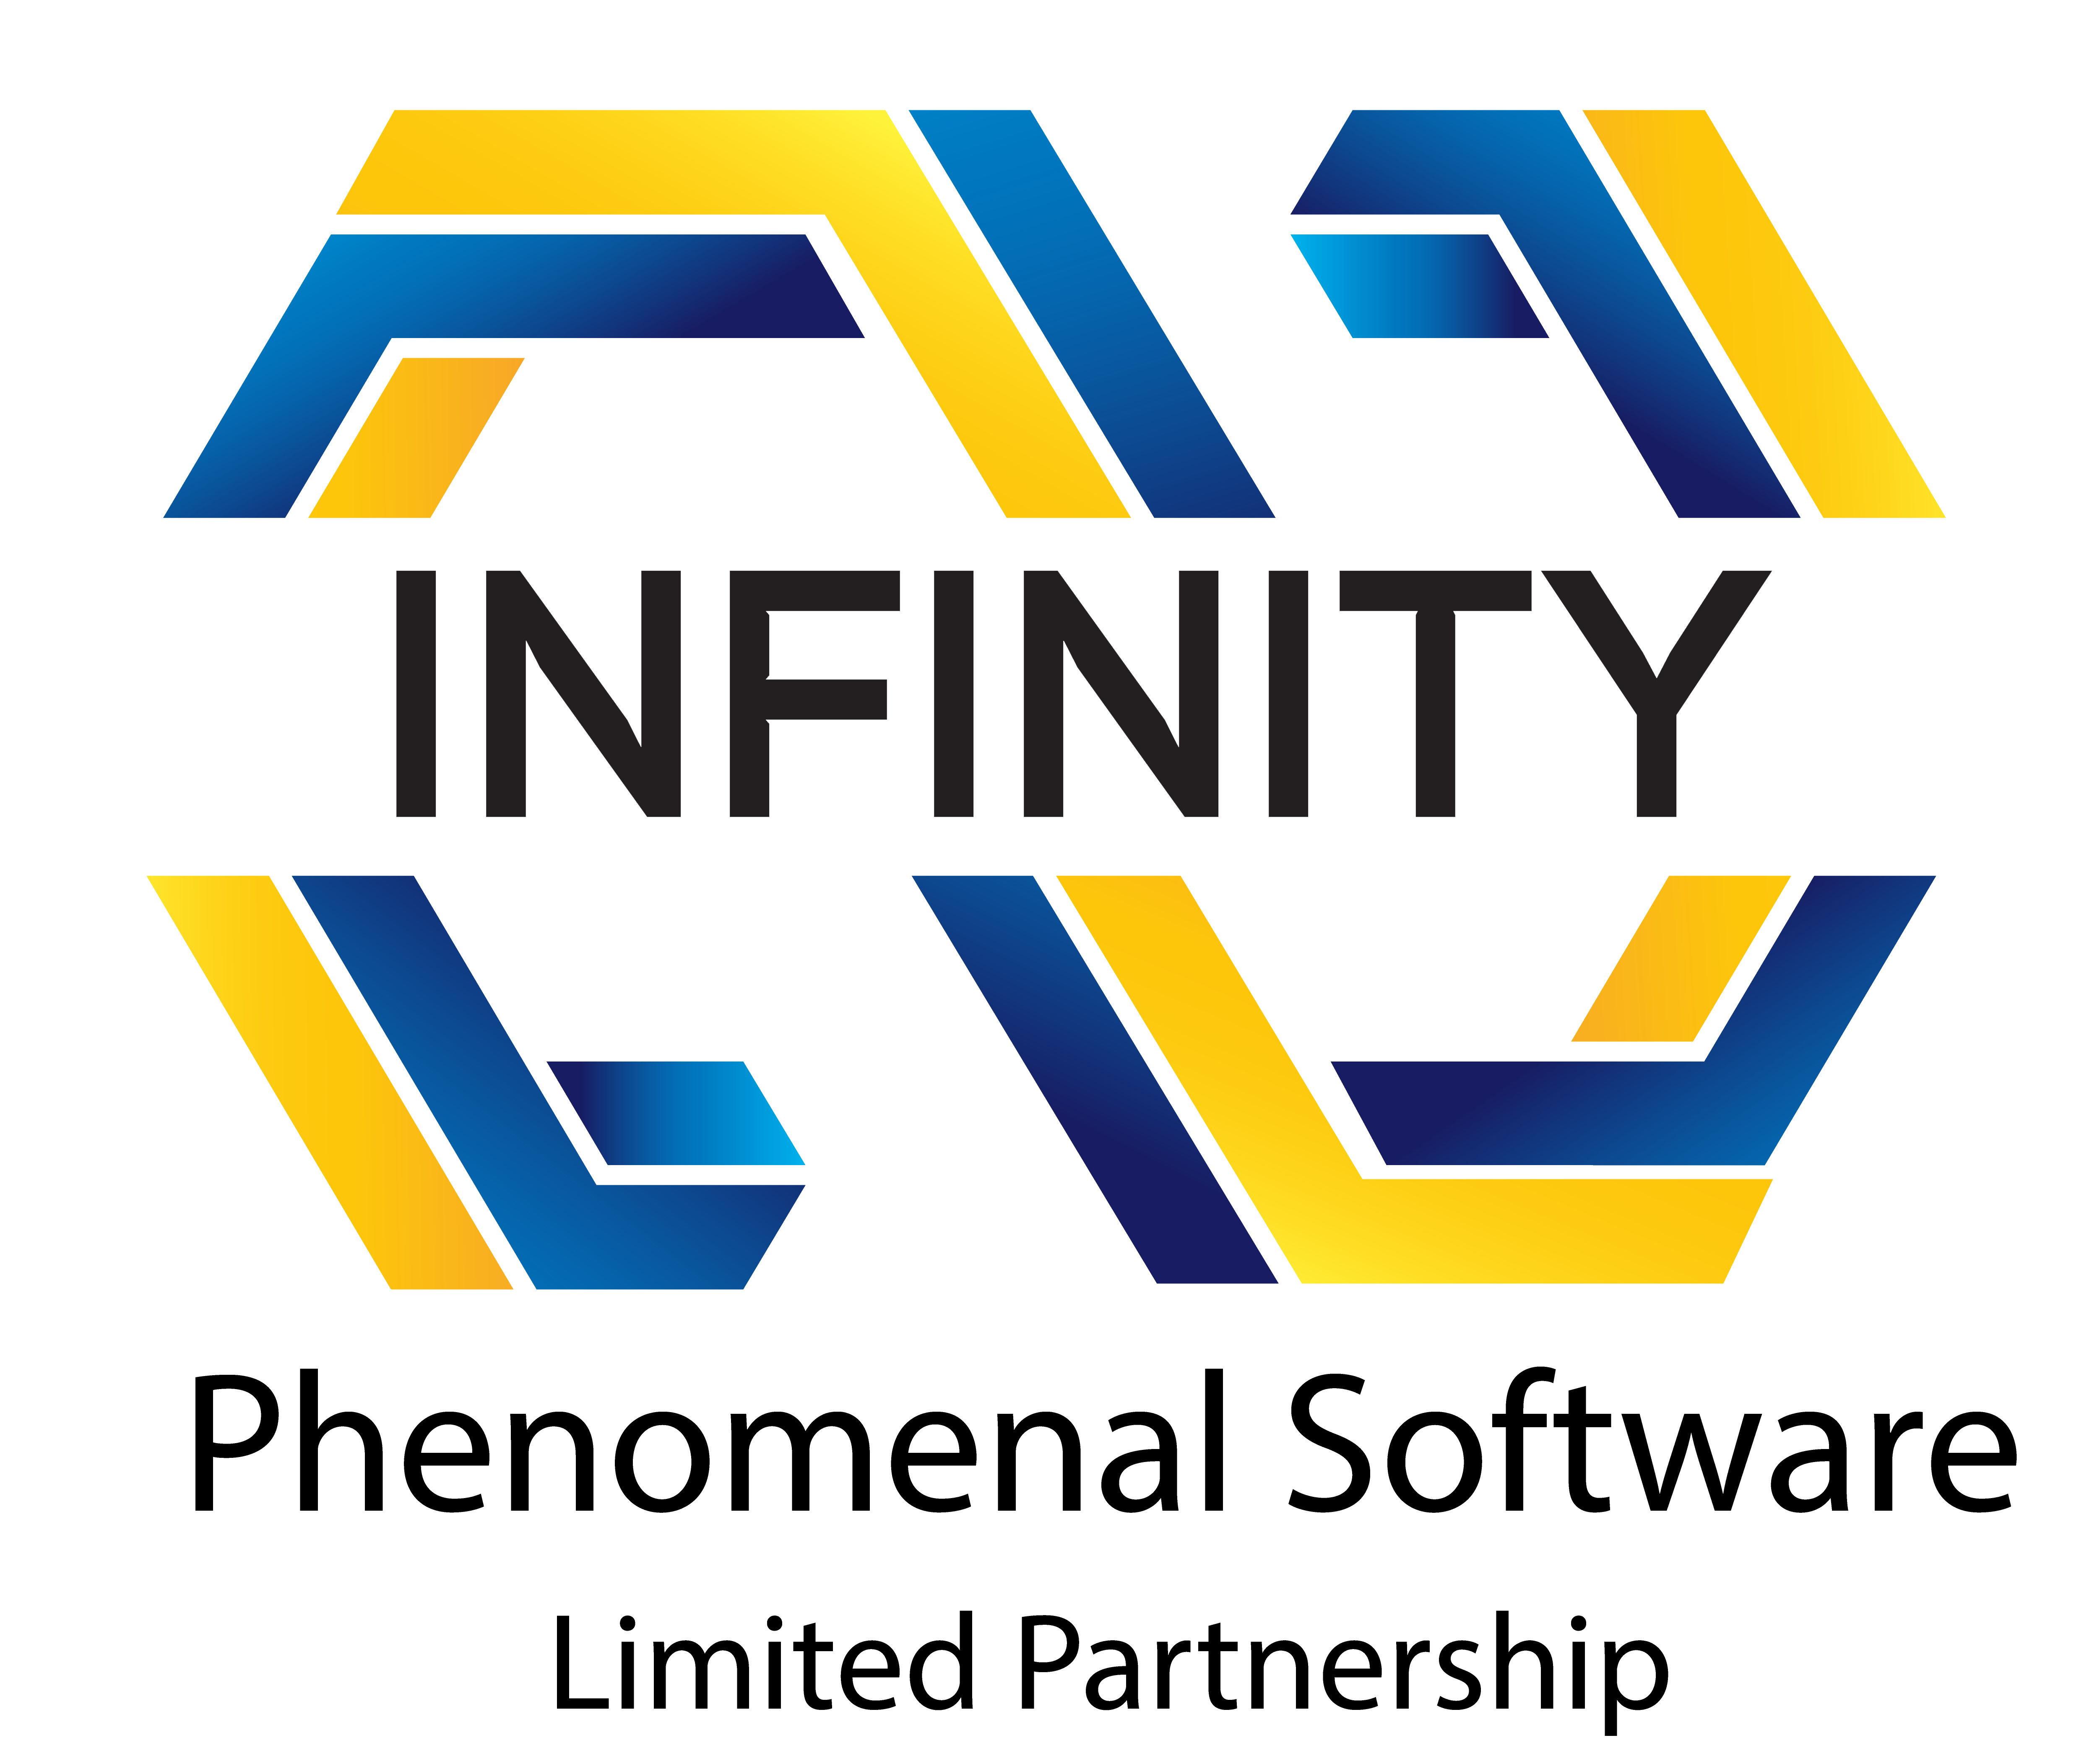 INFINITY
Phenomenal Software
Limited Partnership